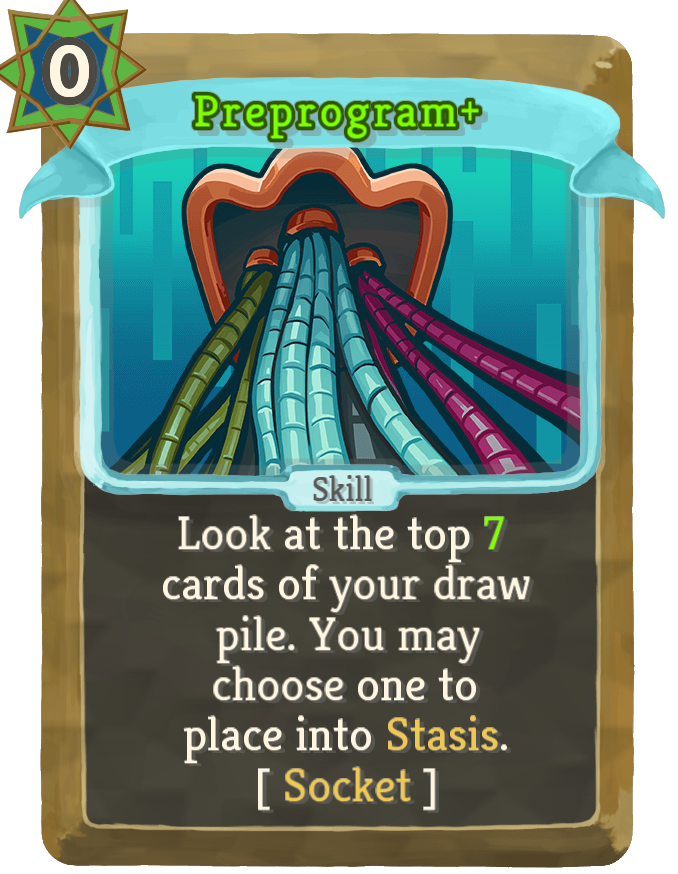 0
Preprogram+
Skill
Look at the top 7
cards of your draw
pile. You may
choose one to
place into Stasis.
[ Socket ]